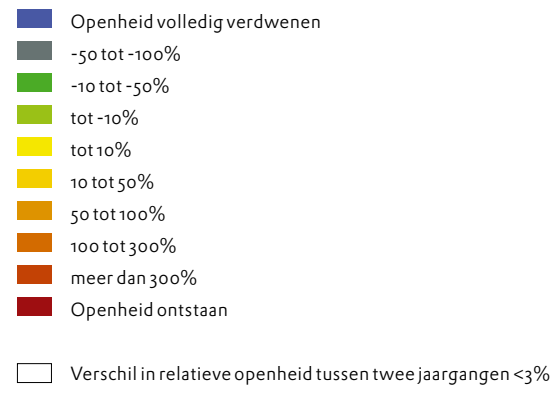 Openheid volledig verdwenen
-50 tot -100%
-10 tot -50%
tot -10%
tot 10%
10 tot 50%
50 tot 100%
100 tot 300%
meer dan 300%
Openheid ontstaan
Verschil in relatieve openheid tussen twee jaargangen <3%